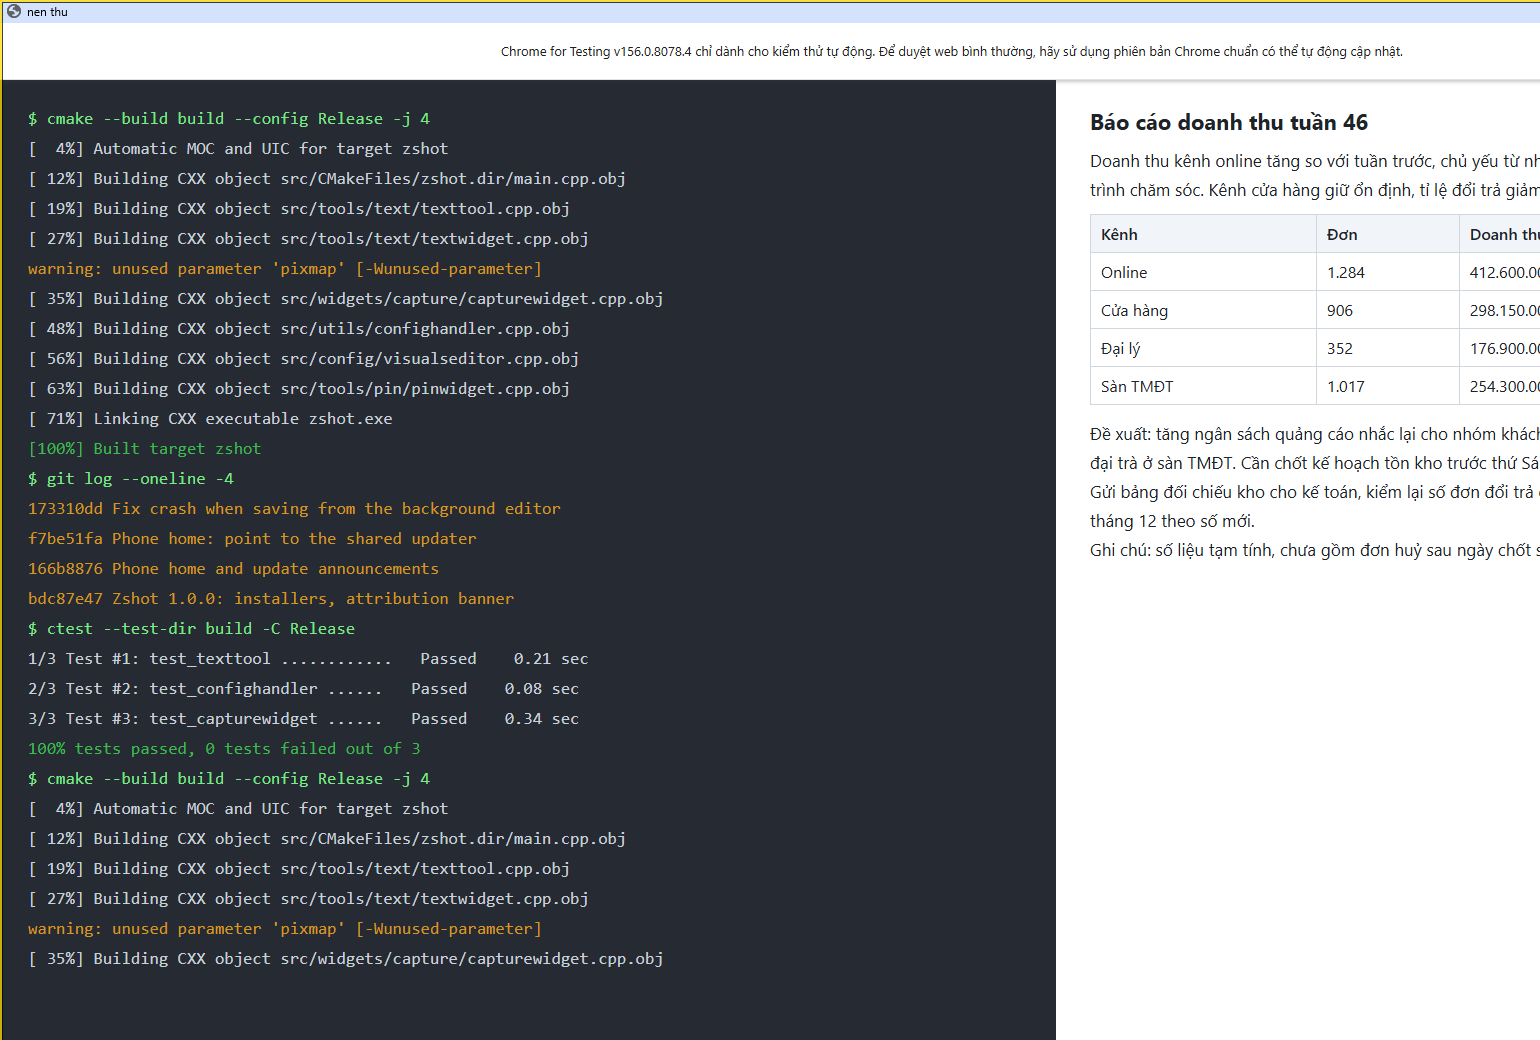 nen thu
Chrome for Testing v156.0.8078.4 chỉ dành cho kiểm thử tự động. Để duyệt web bình thường, hãy sử dụng phiên bản Chrome chuẩn có thể tự động cập nhật.
$ cmake --build build --config Release -j 4
[  4%] Automatic MOC and UIC for target zshot
[ 12%] Building CXX object src/CMakeFiles/zshot.dir/main.cpp.obj
[ 19%] Building CXX object src/tools/text/texttool.cpp.obj
[ 27%] Building CXX object src/tools/text/textwidget.cpp.obj
warning: unused parameter 'pixmap' [-Wunused-parameter]
[ 35%] Building CXX object src/widgets/capture/capturewidget.cpp.obj
[ 48%] Building CXX object src/utils/confighandler.cpp.obj
[ 56%] Building CXX object src/config/visualseditor.cpp.obj
[ 63%] Building CXX object src/tools/pin/pinwidget.cpp.obj
[ 71%] Linking CXX executable zshot.exe
[100%] Built target zshot
$ git log --oneline -4
173310dd Fix crash when saving from the background editor
f7be51fa Phone home: point to the shared updater
166b8876 Phone home and update announcements
bdc87e47 Zshot 1.0.0: installers, attribution banner
$ ctest --test-dir build -C Release
1/3 Test #1: test_texttool ............   Passed    0.21 sec
2/3 Test #2: test_confighandler ......   Passed    0.08 sec
3/3 Test #3: test_capturewidget ......   Passed    0.34 sec
100% tests passed, 0 tests failed out of 3
$ cmake --build build --config Release -j 4
[  4%] Automatic MOC and UIC for target zshot
[ 12%] Building CXX object src/CMakeFiles/zshot.dir/main.cpp.obj
[ 19%] Building CXX object src/tools/text/texttool.cpp.obj
[ 27%] Building CXX object src/tools/text/textwidget.cpp.obj
warning: unused parameter 'pixmap' [-Wunused-parameter]
[ 35%] Building CXX object src/widgets/capture/capturewidget.cpp.obj
Báo cáo doanh thu tuần 46
Doanh thu kênh online tăng so với tuần trước, chủ yếu từ
trình chăm sóc. Kênh cửa hàng giữ ổn định, tỉ lệ đổi trả giảm
Kênh Đơn Doanh
Online 1.284 412.600.00
Cửa hàng 906 298.150.00
Đại lý 352 176.900.00
Sàn TMĐT 1.017 254.300.00
Đề xuất: tăng ngân sách quảng cáo nhắc lại cho nhóm khách
đại trà ở sàn TMĐT. Cần chốt kế hoạch tồn kho trước thứ Sá
Gửi bảng đối chiếu kho cho kế toán, kiểm lại số đơn đổi trả
tháng 12 theo số mới.
Ghi chú: số liệu tạm tính, chưa gồm đơn huỷ sau ngày chốt